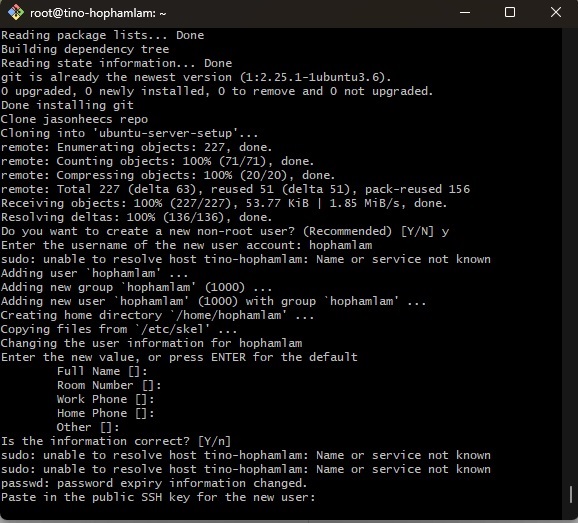 root@tino-hophamlam: ~
Reading package lists... Done
Building dependency tree
Reading state information... Done
git is already the newest version (1:2.25.1-1ubuntu3.6).
0 upgraded, 0 newly installed, 0 to remove and 0 not upgraded.
Done installing git
Clone jasonheecs repo
Cloning into 'ubuntu-server-setup'...
remote: Enumerating objects: 227, done.
remote: Counting objects: 100% (71/71), done.
remote: Compressing objects: 100% (20/20), done.
remote: Total 227 (delta 63), reused 51 (delta 51), pack-reused 156
Receiving objects: 100% (227/227), 53.77 KiB | 1.85 MiB/s, done.
Resolving deltas: 100% (136/136), done.
Do you want to create a new non-root user? (Recommended) [Y/N] y
Enter the username of the new user account: hophamlam
sudo: unable to resolve host tino-hophamlam: Name or service not known
Adding user `hophamlam' ...
Adding new group `hophamlam' (1000) ...
Adding new user `hophamlam' (1000) with group `hophamlam' ...
Creating home directory `/home/hophamlam' ...
Copying files from `/etc/skel' ...
Changing the user information for hophamlam
Enter the new value, or press ENTER for the default
        Full Name []:
        Room Number []:
        Work Phone []:
        Home Phone []:
        Other []:
Is the information correct? [Y/n]
sudo: unable to resolve host tino-hophamlam: Name or service not known
sudo: unable to resolve host tino-hophamlam: Name or service not known
passwd: password expiry information changed.
Paste in the public SSH key for the new user: